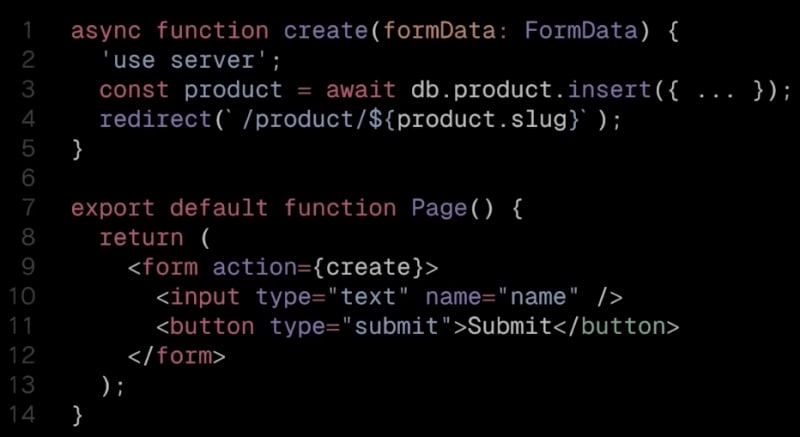 1 async function create(formData: FormData) {
2   'use server';
3   const product = await db.product.insert({ ... });
4   redirect(`/product/${product.slug}`);
5 }
6
7 export default function Page() {
8   return (
9     <form action={create}>
10       <input type="text" name="name" />
11       <button type="submit">Submit</button>
12     </form>
13   );
14 }